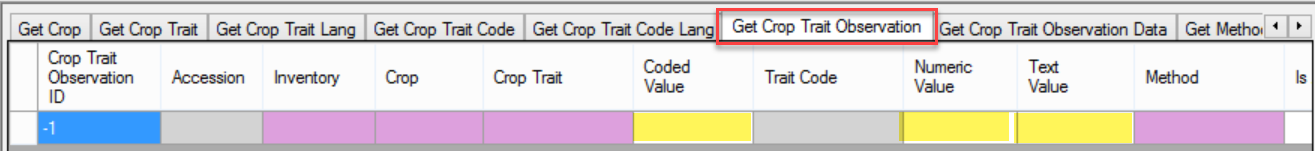 Get Crop Get Crop Trait Get Crop Trait Lang Get Crop Trait Code Get Crop Trait Code Lang Get Crop Trait Observation Get Crop Trait Observation Data Get
Crop Trait
Observation
ID
Accession
Inventory
Crop
Crop Trait
Coded
Value
Trait Code
Numeric
Value
Text
Value
Method
Is
-1